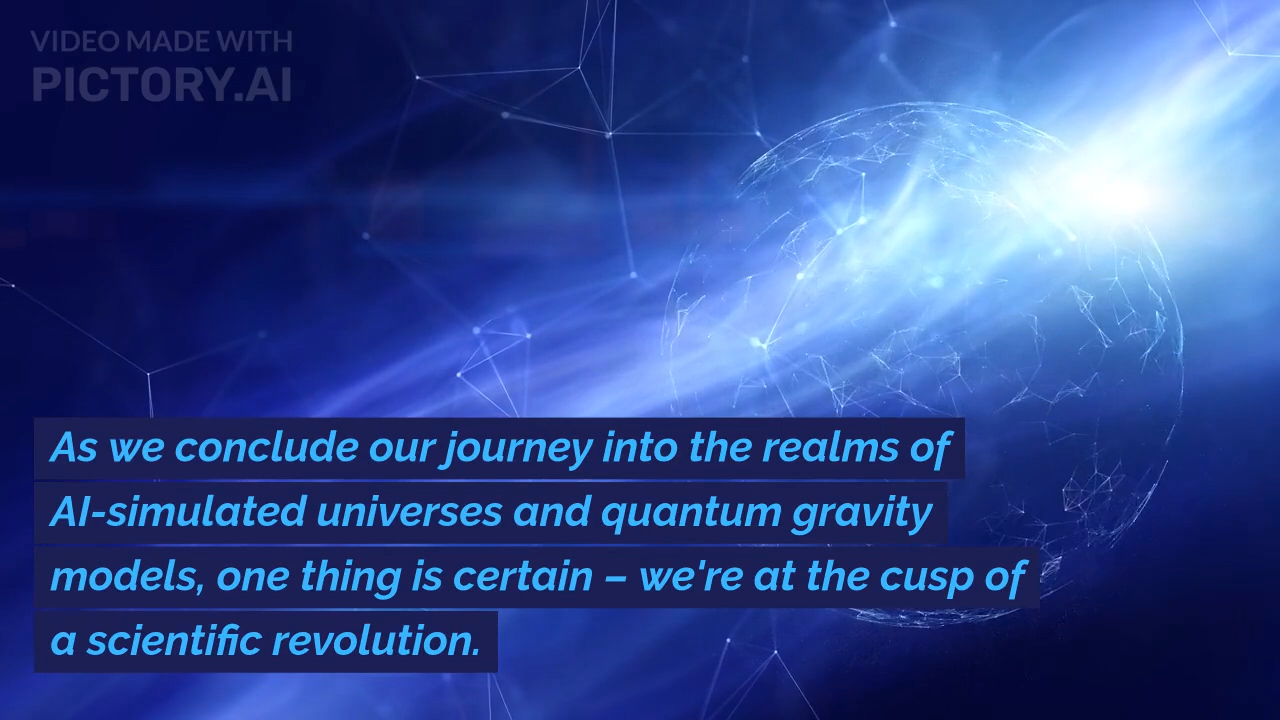 VIDEO MADE WITH
PICTORY.AI
As we conclude our journey into the realms of
AI-simulated universes and quantum gravity
models, one thing is certain – we're at the cusp of
a scientific revolution.